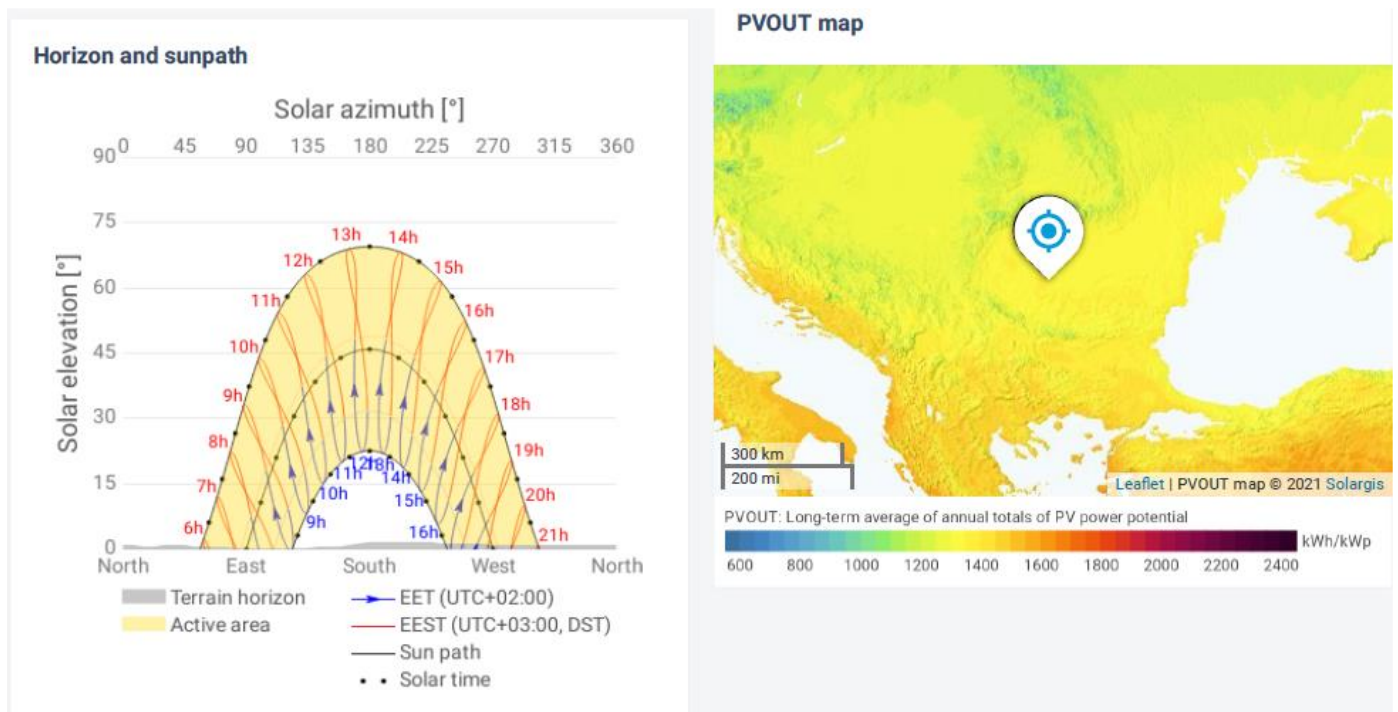 Horizon and sunpath
Solar azimuth [°]
0 45 90 135 180 225 270 315 360
90
75
60
45
30
15
0
Solar elevation [°]
13h 14h
12h 15h
11h 16h
10h 17h
9h 18h
8h 19h
7h 20h
6h 21h
11h 12h 13h 14h
10h 15h
9h 16h
North East South West North
Terrain horizon
Active area
EET (UTC+02:00)
EEST (UTC+03:00, DST)
Sun path
Solar time
PVOUT map
300 km
200 mi
Leaflet | PVOUT map © 2021 Solargis
PVOUT: Long-term average of annual totals of PV power potential
kWh/kWp
600 800 1000 1200 1400 1600 1800 2000 2200 2400